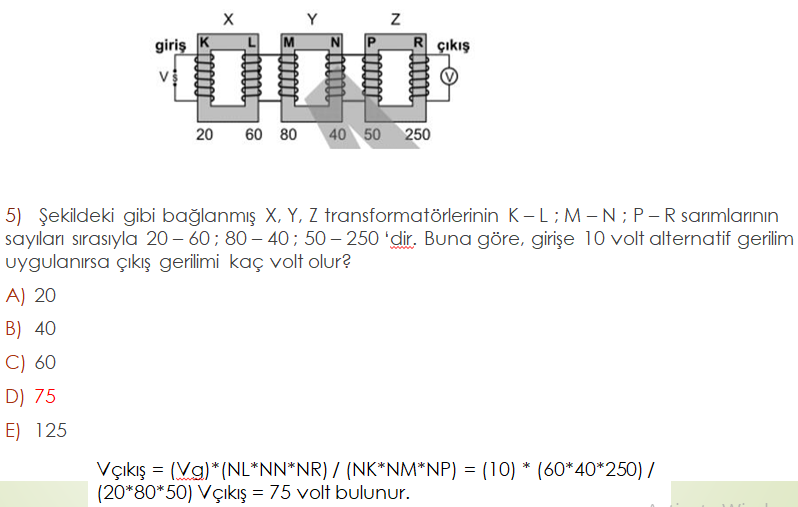 X Y Z
giriş K L M N P R çıkış
V V
20 60 80 40 50 250
5) Şekildeki gibi bağlanmış X, Y, Z transformatörlerinin K – L ; M – N ; P – R sarımlarının
sayıları sırasıyla 20 – 60 ; 80 – 40 ; 50 – 250 'dir. Buna göre, girişe 10 volt alternatif gerilim
uygulanırsa çıkış gerilimi kaç volt olur?
A) 20
B) 40
C) 60
D) 75
E) 125
Vçıkış = (Vg)*(NL*NN*NR) / (NK*NM*NP) = (10) * (60*40*250) /
(20*80*50) Vçıkış = 75 volt bulunur.